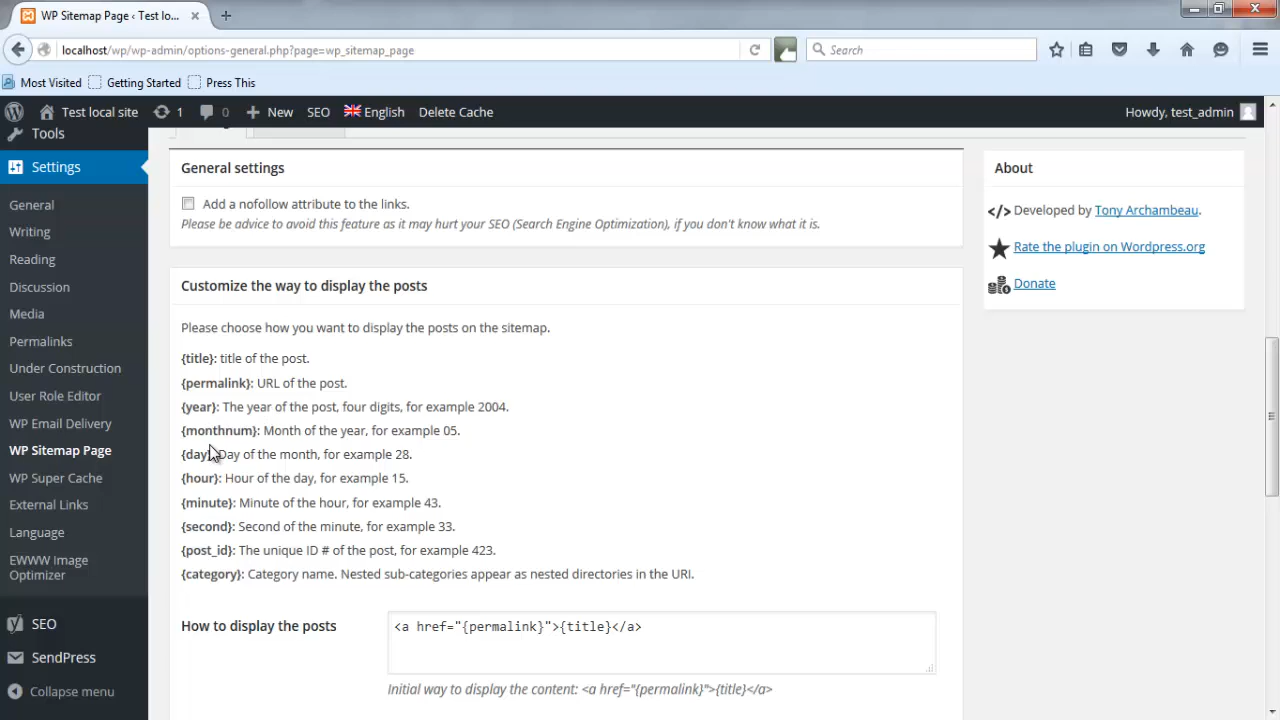 WP Sitemap Page ‹ Test lo...
localhost/wp/wp-admin/options-general.php?page=wp_sitemap_page
Search
Most Visited Getting Started Press This
Test local site 1 0 New SEO English Delete Cache Howdy, test_admin
Tools
Settings
General
Writing
Reading
Discussion
Media
Permalinks
Under Construction
User Role Editor
WP Email Delivery
WP Sitemap Page
WP Super Cache
External Links
Language
EWWW Image
Optimizer
SEO
SendPress
Collapse menu
General settings
Add a nofollow attribute to the links.
Please be advice to avoid this feature as it may hurt your SEO (Search Engine Optimization), if you don't know what it is.
Customize the way to display the posts
Please choose how you want to display the posts on the sitemap.
{title}: title of the post.
{permalink}: URL of the post.
{year}: The year of the post, four digits, for example 2004.
{monthnum}: Month of the year, for example 05.
{day}: Day of the month, for example 28.
{hour}: Hour of the day, for example 15.
{minute}: Minute of the hour, for example 43.
{second}: Second of the minute, for example 33.
{post_id}: The unique ID # of the post, for example 423.
{category}: Category name. Nested sub-categories appear as nested directories in the URI.
How to display the posts
<a href="{permalink}">{title}</a>
Initial way to display the content: <a href="{permalink}">{title}</a>
About
Developed by Tony Archambeau.
Rate the plugin on Wordpress.org
Donate